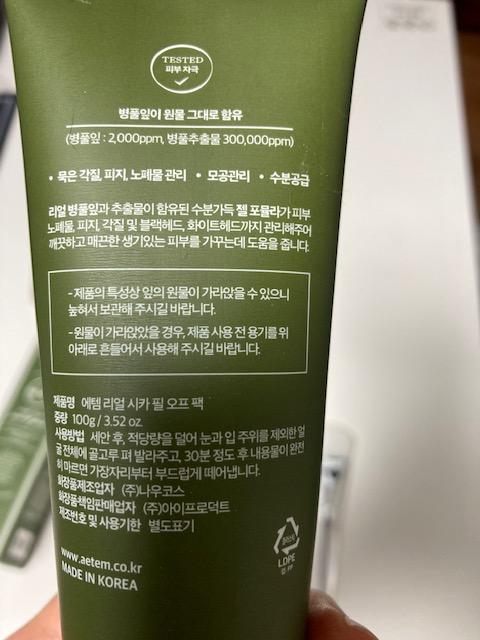 TESTED
피부 자극
병풀잎이 원물 그대로 함유
(병풀잎 : 2,000ppm, 병풀추출물 300,000ppm)
• 묵은 각질, 피지, 노폐물 관리 • 모공관리 • 수분공급
리얼 병풀잎과 추출물이 함유된 수분가득 젤 포뮬라가 피부
노폐물, 피지, 각질 및 블랙헤드, 화이트헤드까지 관리해주어
깨끗하고 매끈한 생기있는 피부를 가꾸는데 도움을 줍니다.
- 제품의 특성상 잎의 원물이 가라앉을 수 있으니
눕혀서 보관해 주시길 바랍니다.
- 원물이 가라앉았을 경우, 제품 사용 전 용기를 위
아래로 흔들어서 사용해 주시길 바랍니다.
제품명 에템 리얼 시카 필 오프 팩
중량 100g / 3.52 oz.
사용방법 세안 후, 적당량을 덜어 눈과 입 주위를 제외한 얼
굴 전체에 골고루 펴 발라주고, 30분 정도 후 내용물이 완전
히 마르면 가장자리부터 부드럽게 떼어냅니다.
화장품제조업자 (주)나우코스
화장품책임판매업자 (주)아이프로덕트
제조번호 및 사용기한 별도표기
www.aetem.co.kr
MADE IN KOREA
플라스틱
LDPE
캡: PP